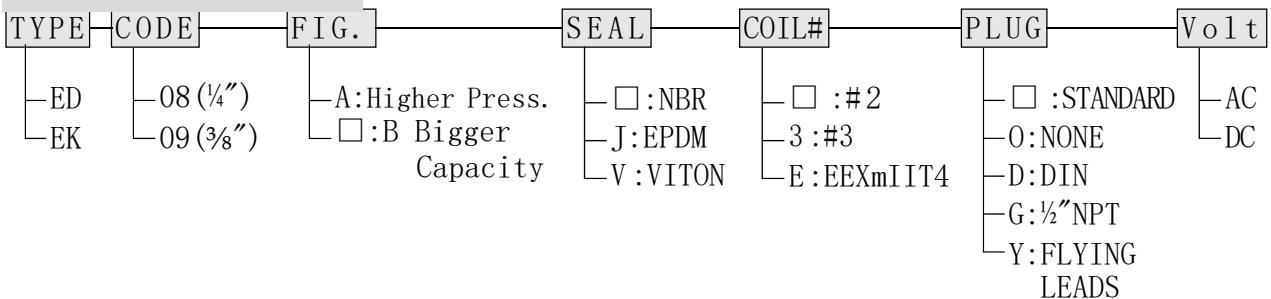 TYPE CODE FIG. SEAL COIL# PLUG Volt
ED 08(¼″) A:Higher Press. □:NBR □ :#2 □ :STANDARD AC
EK 09(⅜″) □:B Bigger J:EPDM 3:#3 O:NONE DC
Capacity V:VITON E:EEXmIIT4 D:DIN
G:½″NPT
Y:FLYING
LEADS